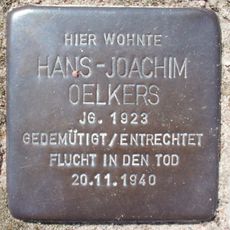 HIER WOHNTE
HANS-JOACHIM
OELKERS
JG. 1923
GEDEMÜTIGT/ENTRECHTET
FLUCHT IN DEN TOD
20.11.1940